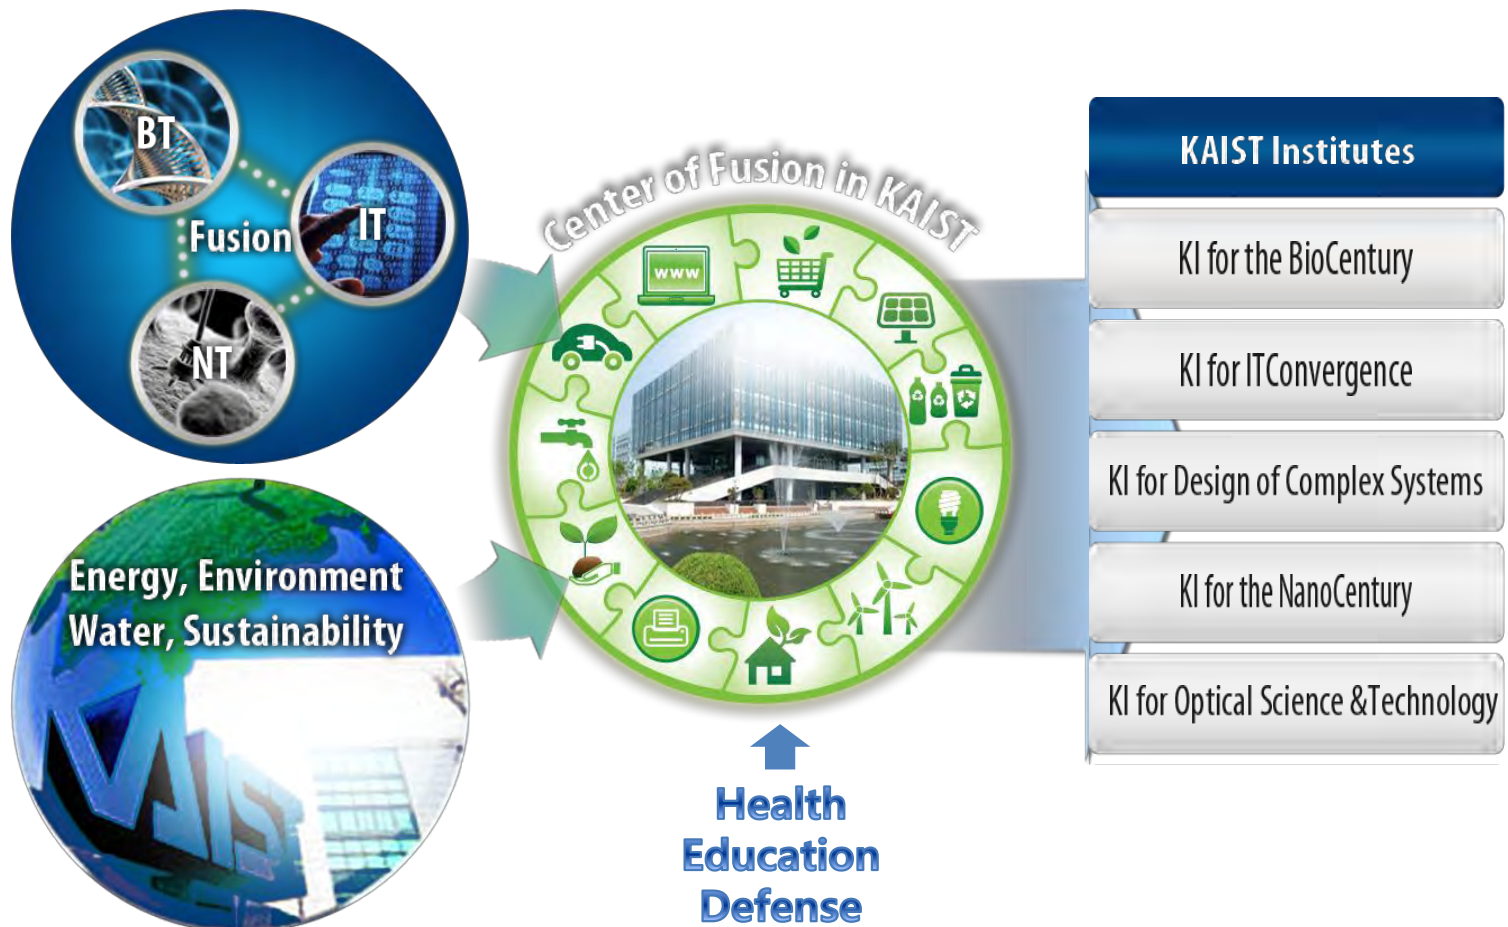 BT
IT
Fusion
NT
Energy, Environment
Water, Sustainability
KAIST
Center of Fusion in KAIST
www
Health
Education
Defense
KAIST Institutes
KI for the BioCentury
KI for ITConvergence
KI for Design of Complex Systems
KI for the NanoCentury
KI for Optical Science &Technology